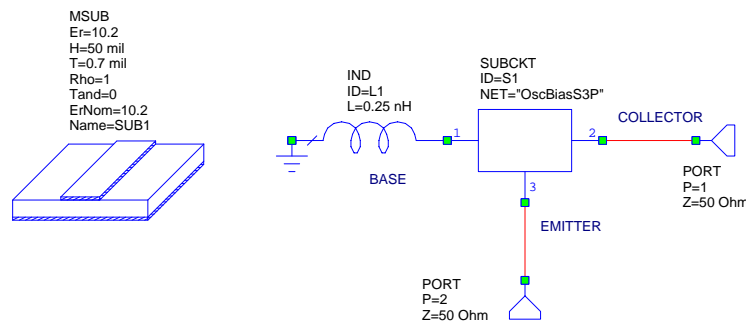 MSUB
Er=10.2
H=50 mil
T=0.7 mil
Rho=1
Tand=0
ErNom=10.2
Name=SUB1
IND
ID=L1
L=0.25 nH
BASE
SUBCKT
ID=S1
NET="OscBiasS3P"
1
2
3
COLLECTOR
EMITTER
PORT
P=1
Z=50 Ohm
PORT
P=2
Z=50 Ohm